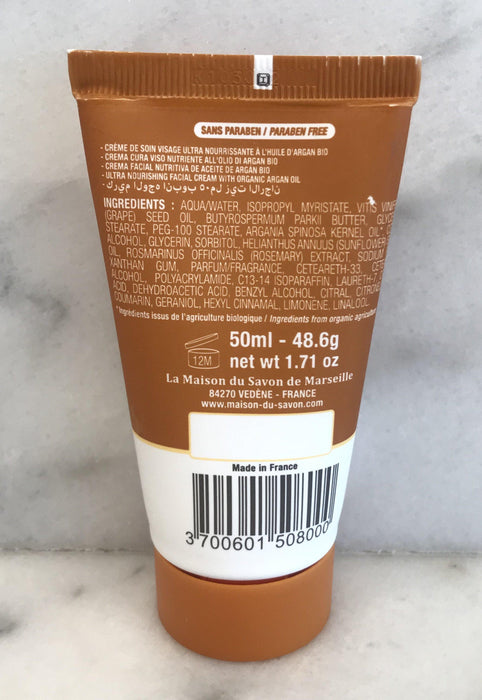 SANS PARABEN / PARABEN FREE
- CRÈME DE SOIN VISAGE ULTRA NOURRISSANTE À L'HUILE D'ARGAN BIO
- CREMA CURA VISO NUTRIENTE ALL'OLIO DI ARGAN BIO
- CREMA FACIAL NUTRITIVA DE ACEITE DE ARGAN BIO
- ULTRA NOURISHING FACIAL CREAM WITH ORGANIC ARGAN OIL
- كريم الوجه انبوب ٥٠مل زيت الارجان
INGREDIENTS : AQUA/WATER, ISOPROPYL MYRISTATE, VITIS
(GRAPE) SEED OIL, BUTYROSPERMUM PARKII BUTTER,
STEARATE, PEG-100 STEARATE, ARGANIA SPINOSA KERNEL OIL*,
ALCOHOL, GLYCERIN, SORBITOL, HELIANTHUS ANNUUS (SUNFLOWER
OIL, ROSMARINUS OFFICINALIS (ROSEMARY) EXTRACT, SODIUM
XANTHAN GUM, PARFUM/FRAGRANCE, CETEARETH-33,
ALCOHOL, POLYACRYLAMIDE, C13-14 ISOPARAFFIN, LAURETH-7
ACID, DEHYDROACETIC ACID, BENZYL ALCOHOL, CITRAL,
COUMARIN, GERANIOL, HEXYL CINNAMAL, LIMONENE, LINALOOL.
* Ingrédients issus de l'agriculture biologique / Ingredients from organic
12M
50ml - 48.6g
net wt 1.71 oz
La Maison du Savon de Marseille
84270 VEDÈNE - FRANCE
www.maison-du-savon.com
Made in France
3 700601 508000